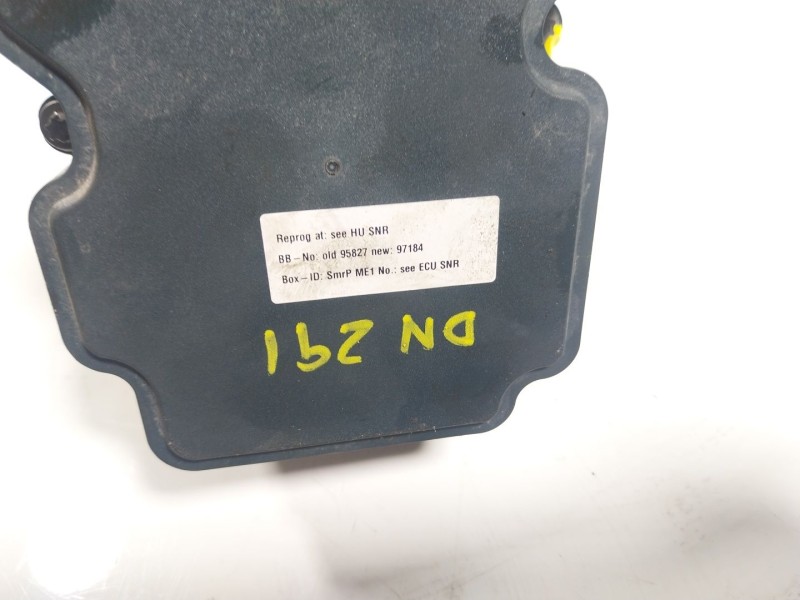 Reprog at: see HU SNR
BB – No: old 95827 new: 97184
Box – ID: SmrP ME1 No.: see ECU SNR
DN 291